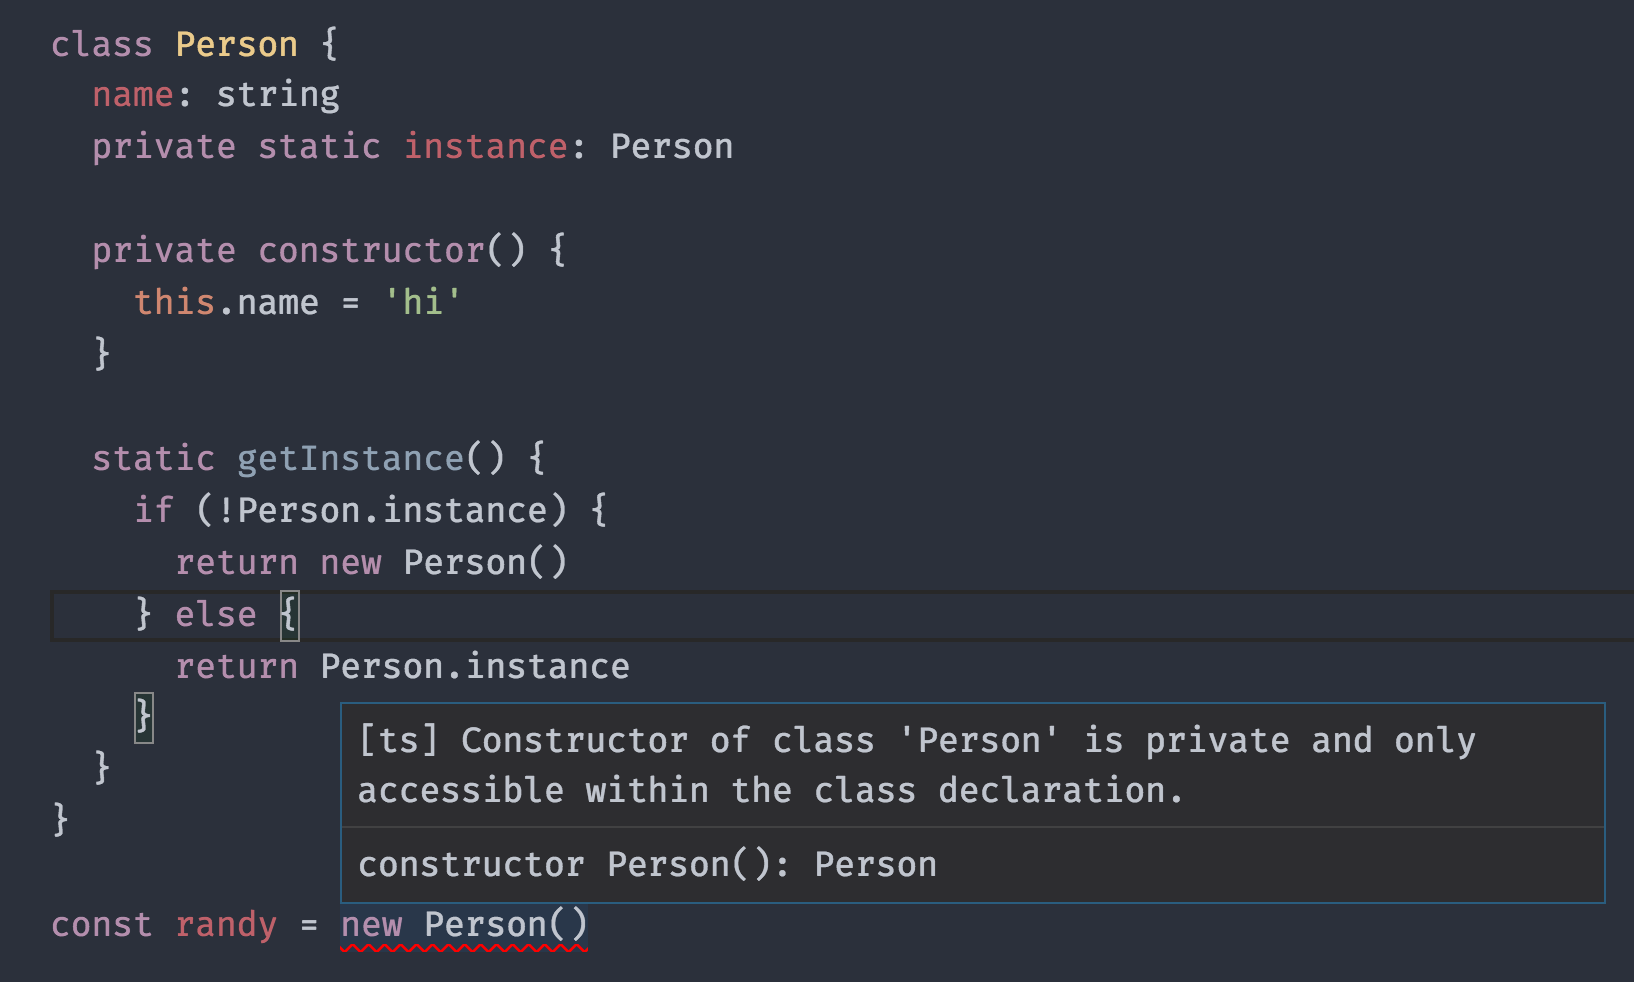 class Person {
  name: string
  private static instance: Person

  private constructor() {
    this.name = 'hi'
  }

  static getInstance() {
    if (!Person.instance) {
      return new Person()
    } else {
      return Person.instance
    }
  }
}
[ts] Constructor of class 'Person' is private and only
accessible within the class declaration.
constructor Person(): Person
const randy = new Person()